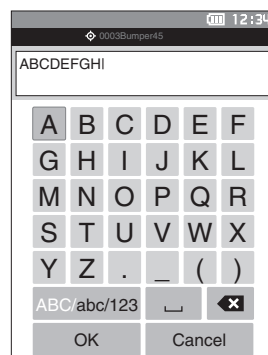 12:34
0003Bumper45
ABCDEFGHI
A B C D E F
G H I J K L
M N O P Q R
S T U V W X
Y Z . _ ( )
ABC/abc/123
OK Cancel